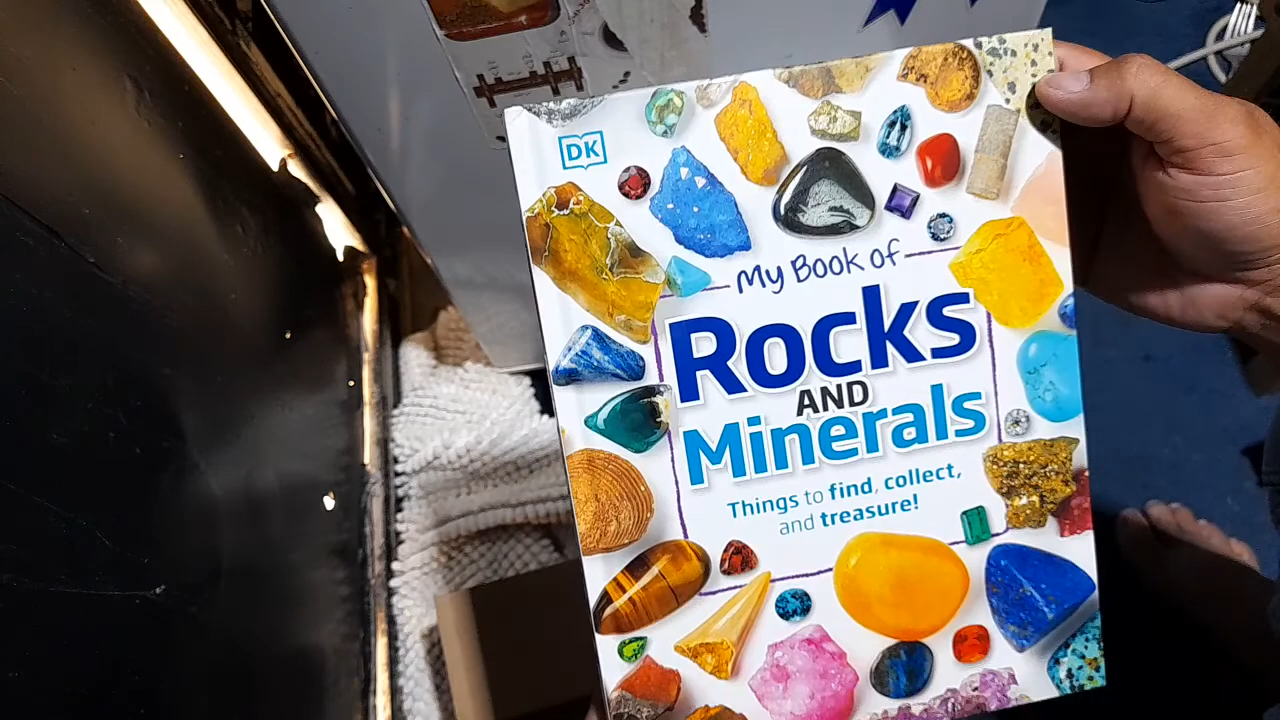 DK
My Book of
Rocks
AND
Minerals
Things to find, collect,
and treasure!